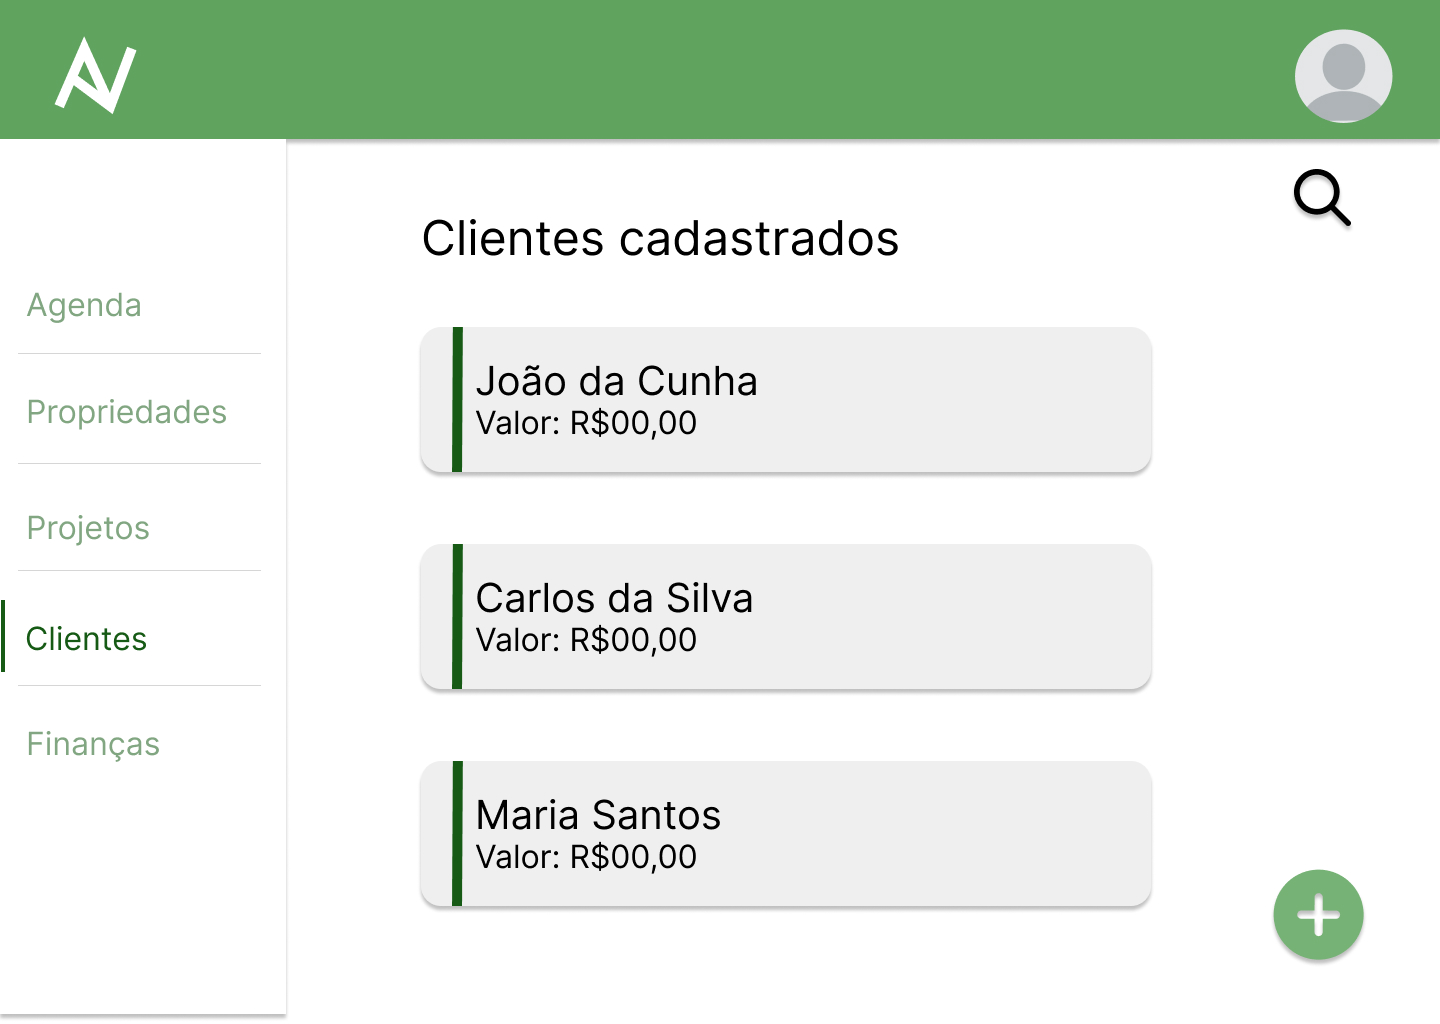 Agenda
Propriedades
Projetos
Clientes
Finanças
Clientes cadastrados
João da Cunha
Valor: R$00,00
Carlos da Silva
Valor: R$00,00
Maria Santos
Valor: R$00,00